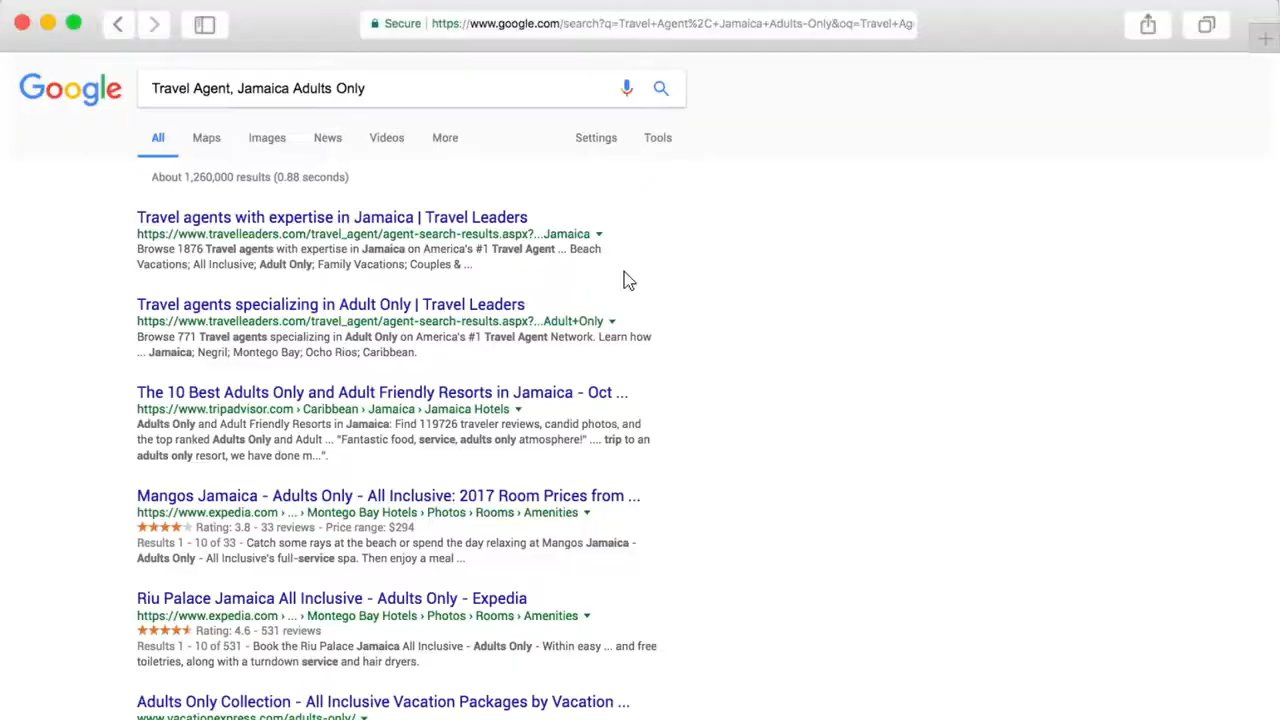 Secure https://www.google.com/search?q=Travel+Agent%2C+Jamaica+Adults-Only&oq=Travel+Ag
Google Travel Agent, Jamaica Adults Only
All Maps Images News Videos More Settings Tools
About 1,260,000 results (0.88 seconds)
Travel agents with expertise in Jamaica | Travel Leaders
https://www.travelleaders.com/travel_agent/agent-search-results.aspx?...Jamaica
Browse 1876 Travel agents with expertise in Jamaica on America's #1 Travel Agent ... Beach
Vacations; All Inclusive; Adult Only; Family Vacations; Couples & ...
Travel agents specializing in Adult Only | Travel Leaders
https://www.travelleaders.com/travel_agent/agent-search-results.aspx?...Adult+Only
Browse 771 Travel agents specializing in Adult Only on America's #1 Travel Agent Network. Learn how
... Jamaica; Negril; Montego Bay; Ocho Rios; Caribbean.
The 10 Best Adults Only and Adult Friendly Resorts in Jamaica - Oct ...
https://www.tripadvisor.com › Caribbean › Jamaica › Jamaica Hotels
Adults Only and Adult Friendly Resorts in Jamaica: Find 119726 traveler reviews, candid photos, and
the top ranked Adults Only and Adult ... "Fantastic food, service, adults only atmosphere!" .... trip to an
adults only resort, we have done m...".
Mangos Jamaica - Adults Only - All Inclusive: 2017 Room Prices from ...
https://www.expedia.com › ... › Montego Bay Hotels › Photos › Rooms › Amenities
Rating: 3.8 - 33 reviews - Price range: $294
Results 1 - 10 of 33 - Catch some rays at the beach or spend the day relaxing at Mangos Jamaica -
Adults Only - All Inclusive's full-service spa. Then enjoy a meal ...
Riu Palace Jamaica All Inclusive - Adults Only - Expedia
https://www.expedia.com › ... › Montego Bay Hotels › Photos › Rooms › Amenities
Rating: 4.6 - 531 reviews
Results 1 - 10 of 531 - Book the Riu Palace Jamaica All Inclusive - Adults Only - Within easy ... and free
toiletries, along with a turndown service and hair dryers.
Adults Only Collection - All Inclusive Vacation Packages by Vacation ...
www.vacationexpress.com/adults-only/